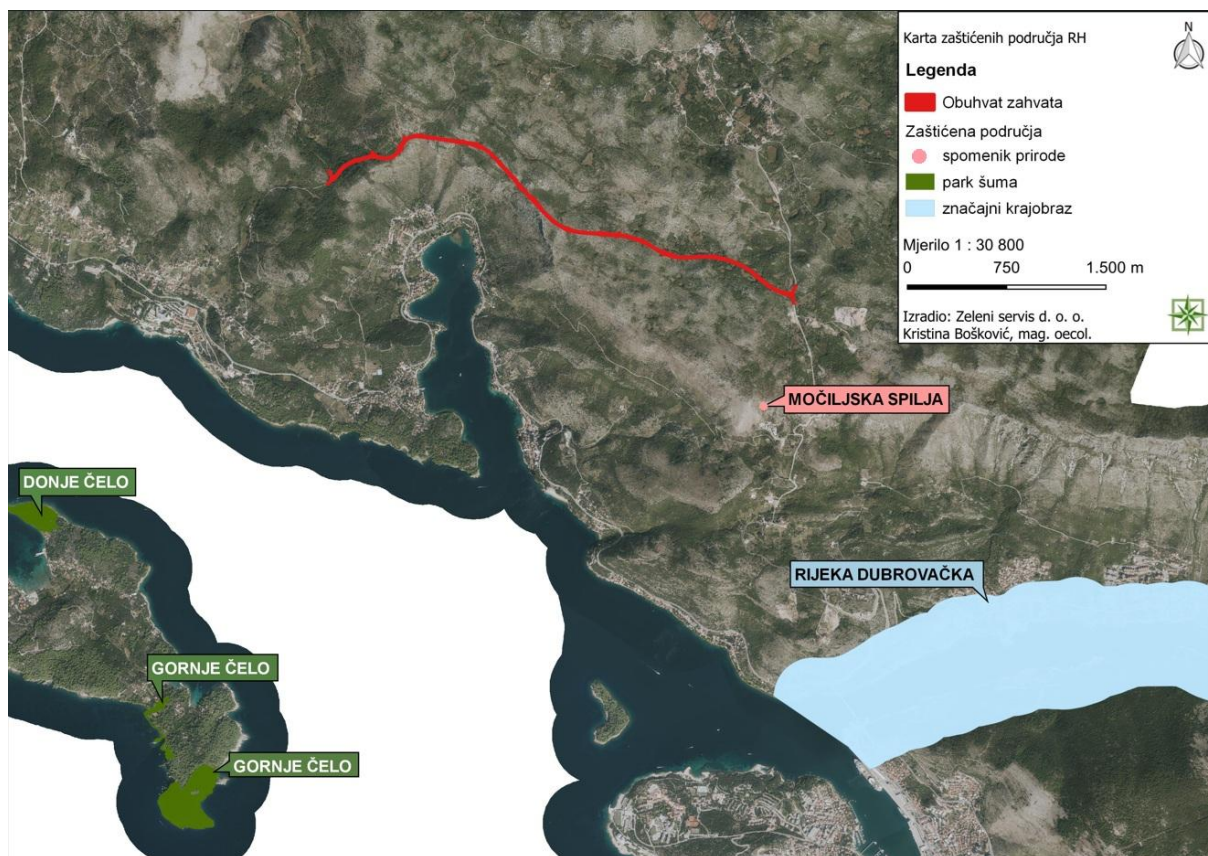 Karta zaštićenih područja RH
N
Legenda
Obuhvat zahvata
Zaštićena područja
spomenik prirode
park šuma
značajni krajobraz
Mjerilo 1 : 30 800
0 750 1.500 m
Izradio: Zeleni servis d. o. o.
Kristina Bošković, mag. oecol.
MOČILJSKA SPILJA
DONJE ČELO
RIJEKA DUBROVAČKA
GORNJE ČELO
GORNJE ČELO